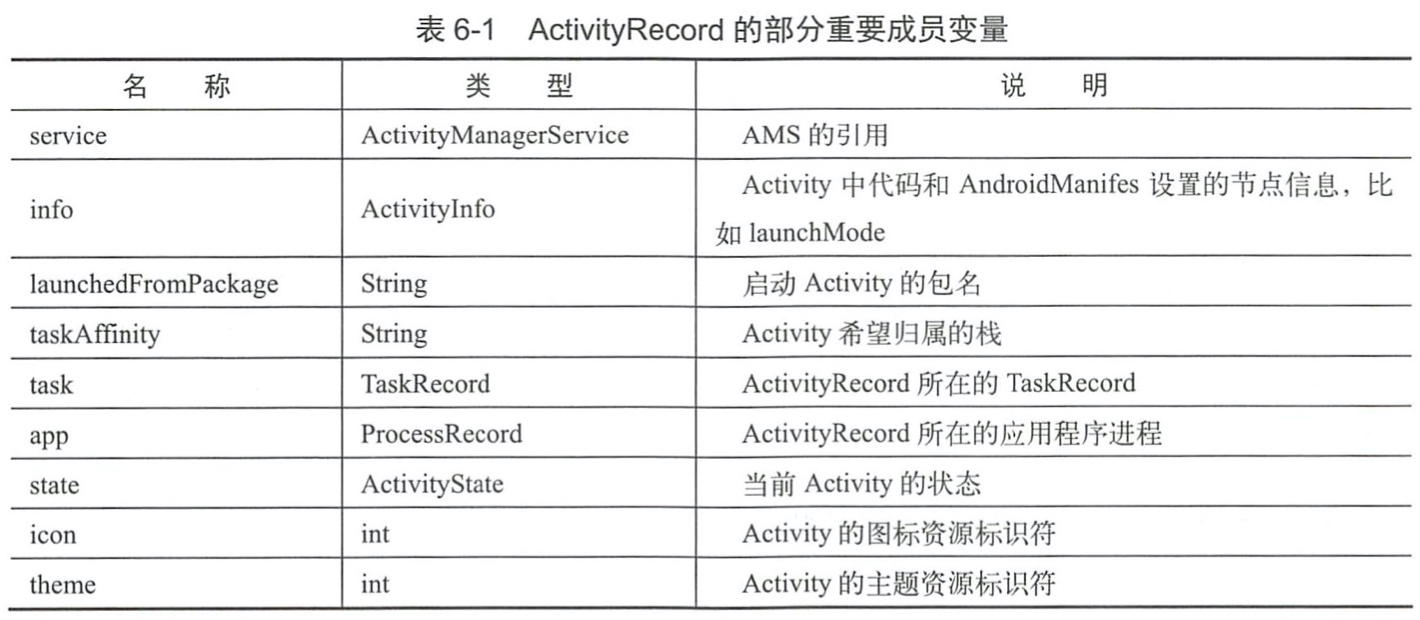 表 6-1 ActivityRecord 的部分重要成员变量
名 称 类 型 说 明
service ActivityManagerService AMS 的引用
info ActivityInfo Activity 中代码和 AndroidManifes 设置的节点信息，比
如 launchMode
launchedFromPackage String 启动 Activity 的包名
taskAffinity String Activity 希望归属的栈
task TaskRecord ActivityRecord 所在的 TaskRecord
app ProcessRecord ActivityRecord 所在的应用程序进程
state ActivityState 当前 Activity 的状态
icon int Activity 的图标资源标识符
theme int Activity 的主题资源标识符